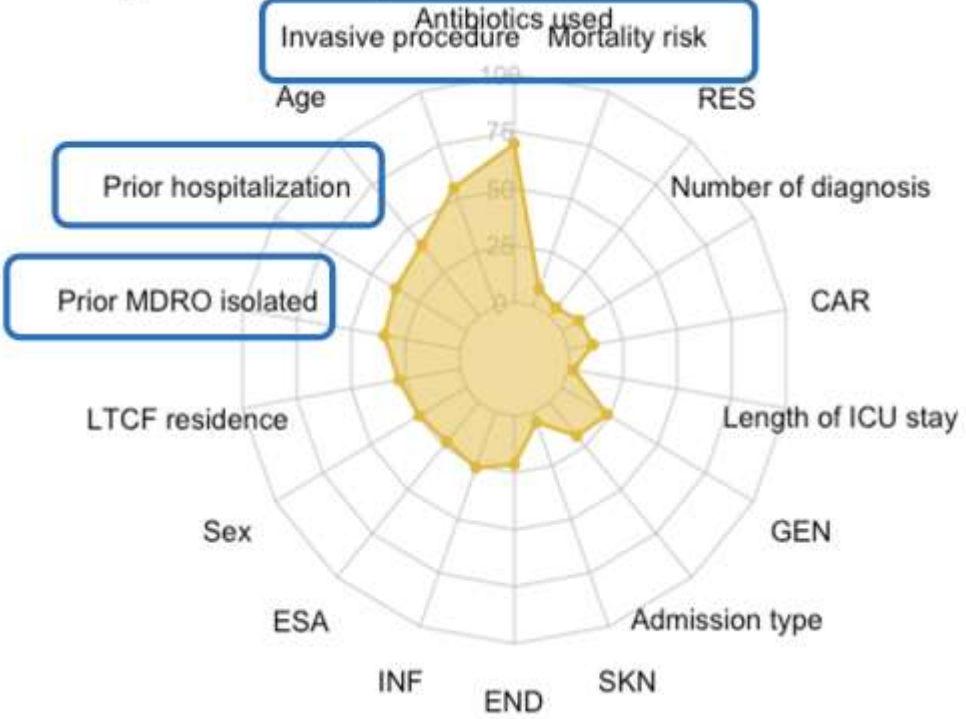 Antibiotics used
Invasive procedure Mortality risk
100
Age
RES
75
Prior hospitalization
50
Number of diagnosis
25
Prior MDRO isolated
0
CAR
LTCF residence
Length of ICU stay
Sex
GEN
ESA
Admission type
INF
SKN
END